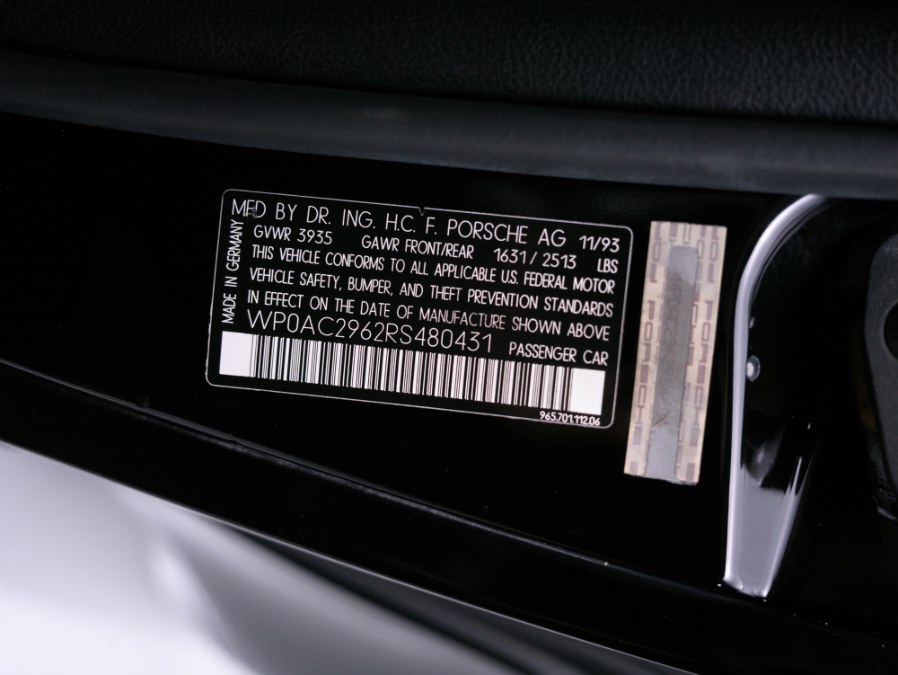 MFD BY DR. ING. H.C. F. PORSCHE AG 11/93
GVWR 3935 GAWR FRONT/REAR 1631/2513 LBS
THIS VEHICLE CONFORMS TO ALL APPLICABLE U.S. FEDERAL MOTOR
VEHICLE SAFETY, BUMPER, AND THEFT PREVENTION STANDARDS
IN EFFECT ON THE DATE OF MANUFACTURE SHOWN ABOVE
WP0AC2962RS480431 PASSENGER CAR
965.701.112.06
MADE IN GERMANY
PORSCHE